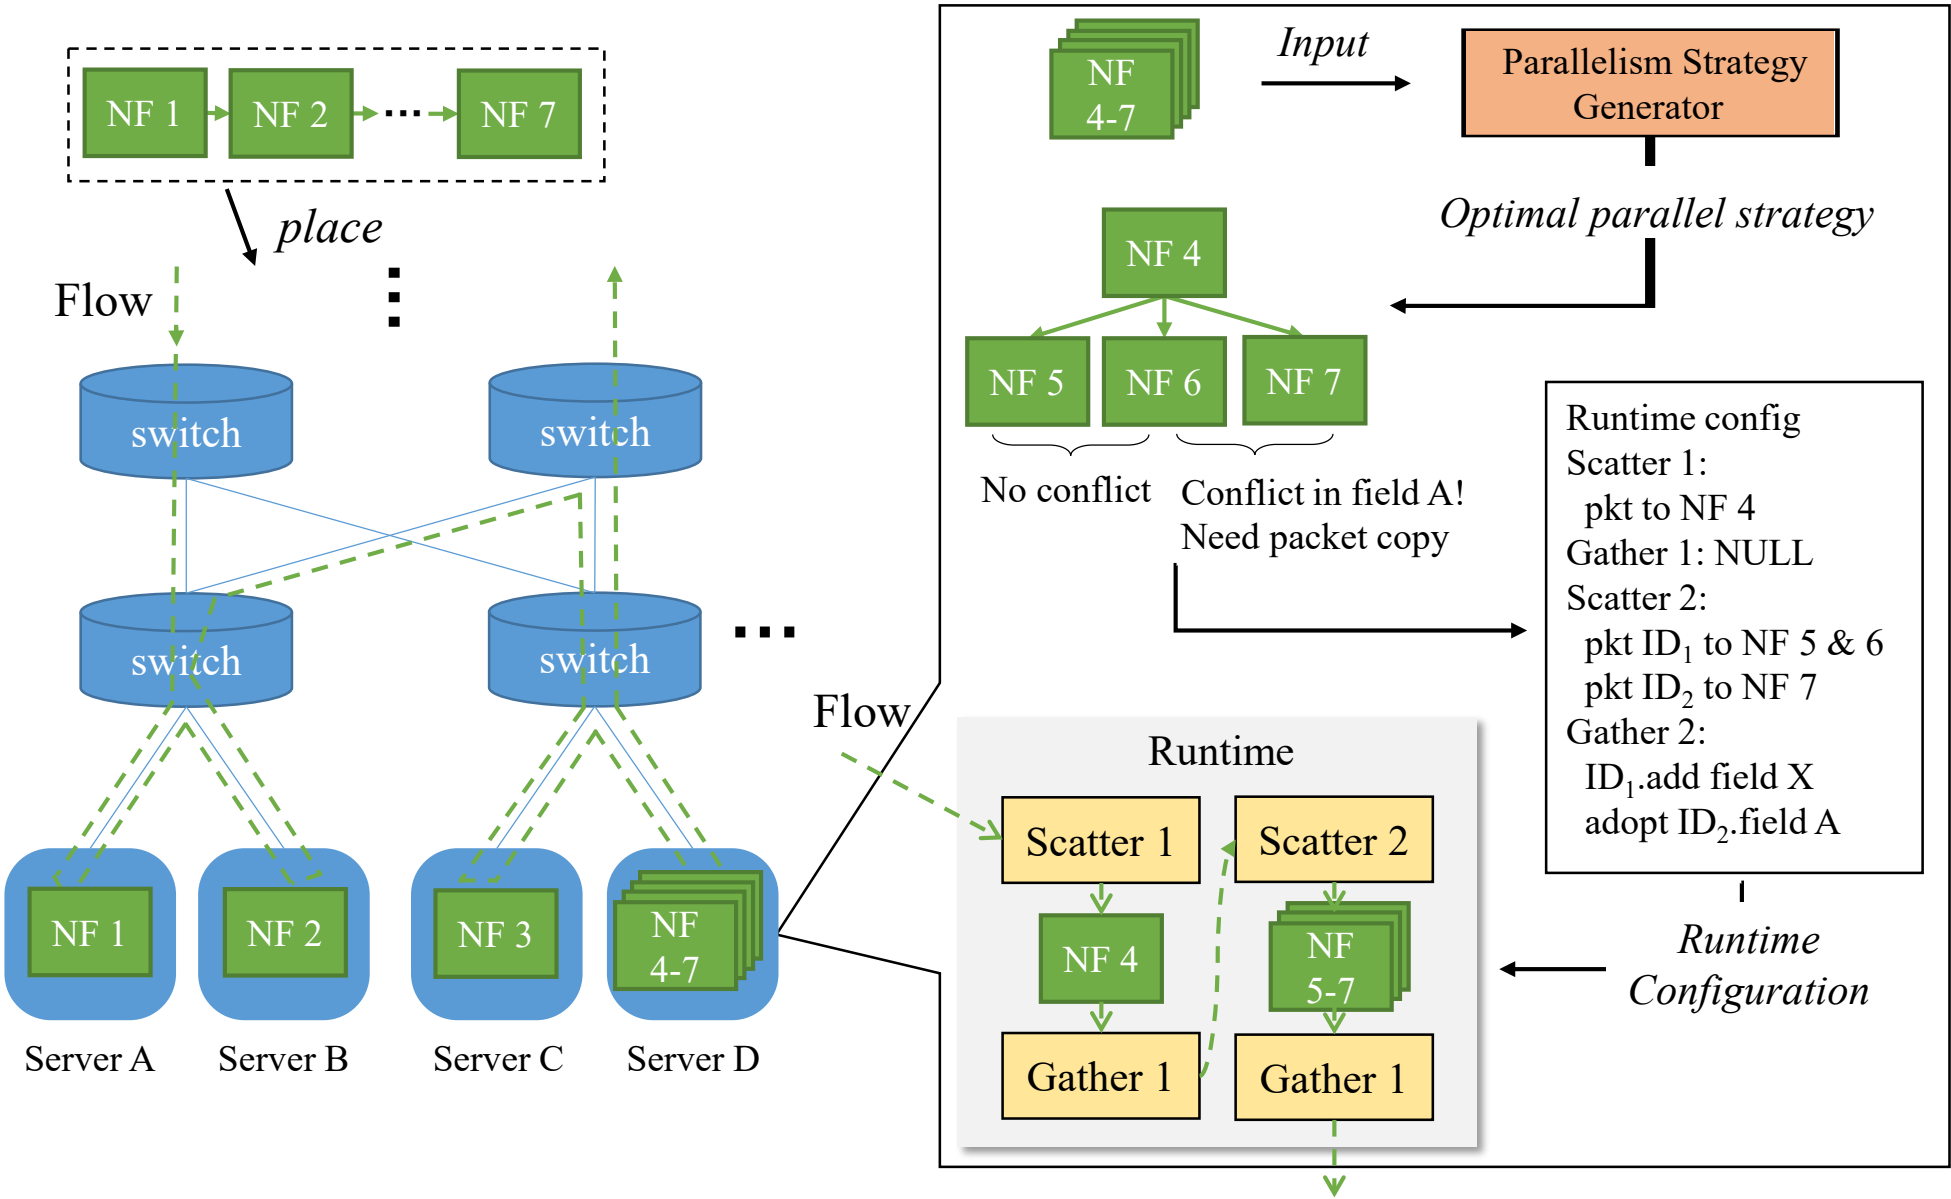 NF 1
NF 2
...
NF 7
place
Flow
switch
switch
switch
switch
...
NF 1
NF 2
NF 3
NF
4-7
Server A
Server B
Server C
Server D
NF
4-7
Input
Parallelism Strategy
Generator
Optimal parallel strategy
NF 4
NF 5
NF 6
NF 7
No conflict
Conflict in field A!
Need packet copy
Runtime config
Scatter 1:
pkt to NF 4
Gather 1: NULL
Scatter 2:
pkt ID₁ to NF 5 & 6
pkt ID₂ to NF 7
Gather 2:
ID₁.add field X
adopt ID₂.field A
Runtime
Configuration
Flow
Runtime
Scatter 1
NF 4
Gather 1
Scatter 2
NF
5-7
Gather 1